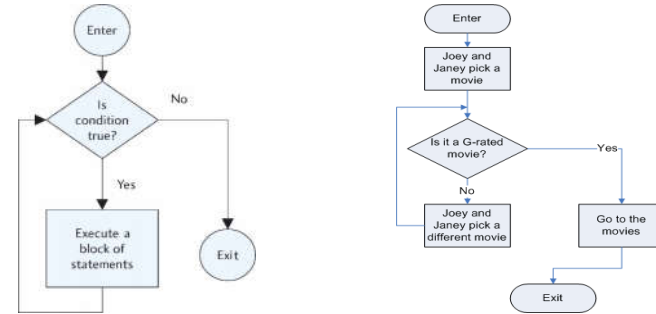 Enter
Is
condition
true?
No
Yes
Execute a
block of
statements
Exit
Enter
Joey and
Janey pick a
movie
Is it a G-rated
movie?
Yes
No
Joey and
Janey pick a
different movie
Go to the
movies
Exit